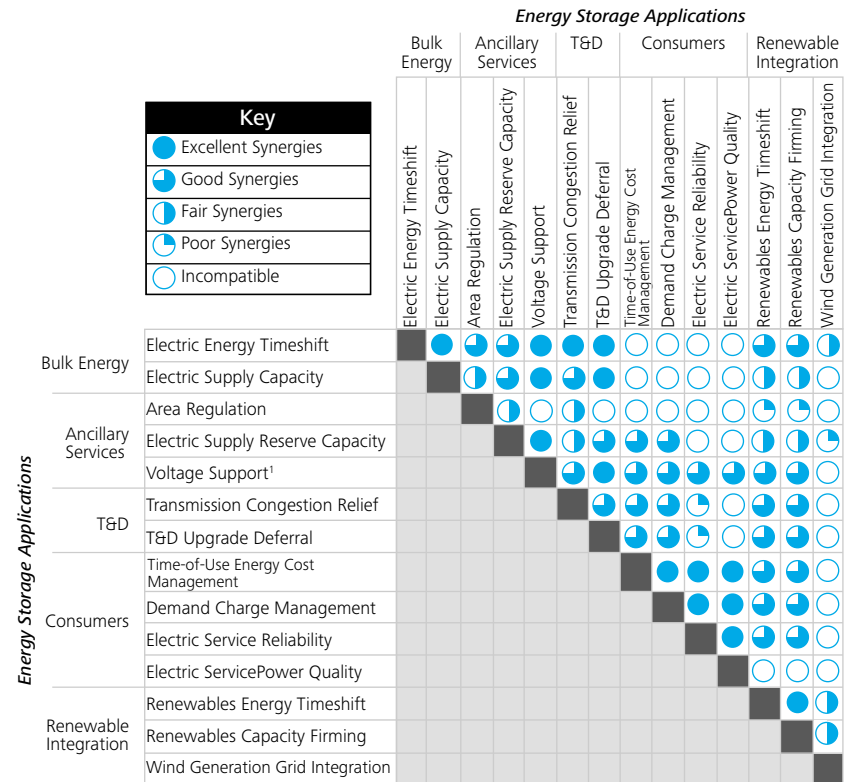 Energy Storage Applications
Bulk
Energy
Ancillary
Services
T&D
Consumers
Renewable
Integration
Key
Excellent Synergies
Good Synergies
Fair Synergies
Poor Synergies
Incompatible
Electric Energy Timeshift
Electric Supply Capacity
Area Regulation
Electric Supply Reserve Capacity
Voltage Support
Transmission Congestion Relief
T&D Upgrade Deferral
Time-of-Use Energy Cost
Management
Demand Charge Management
Electric Service Reliability
Electric ServicePower Quality
Renewables Energy Timeshift
Renewables Capacity Firming
Wind Generation Grid Integration
Energy Storage Applications
Bulk Energy
Electric Energy Timeshift
Electric Supply Capacity
Ancillary
Services
Area Regulation
Electric Supply Reserve Capacity
Voltage Support¹
T&D
Transmission Congestion Relief
T&D Upgrade Deferral
Consumers
Time-of-Use Energy Cost
Management
Demand Charge Management
Electric Service Reliability
Electric ServicePower Quality
Renewable
Integration
Renewables Energy Timeshift
Renewables Capacity Firming
Wind Generation Grid Integration